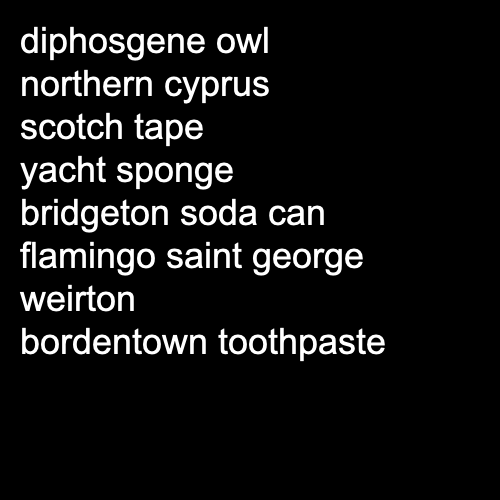 diphosgene owl
northern cyprus
scotch tape
yacht sponge
bridgeton soda can
flamingo saint george
weirton
bordentown toothpaste